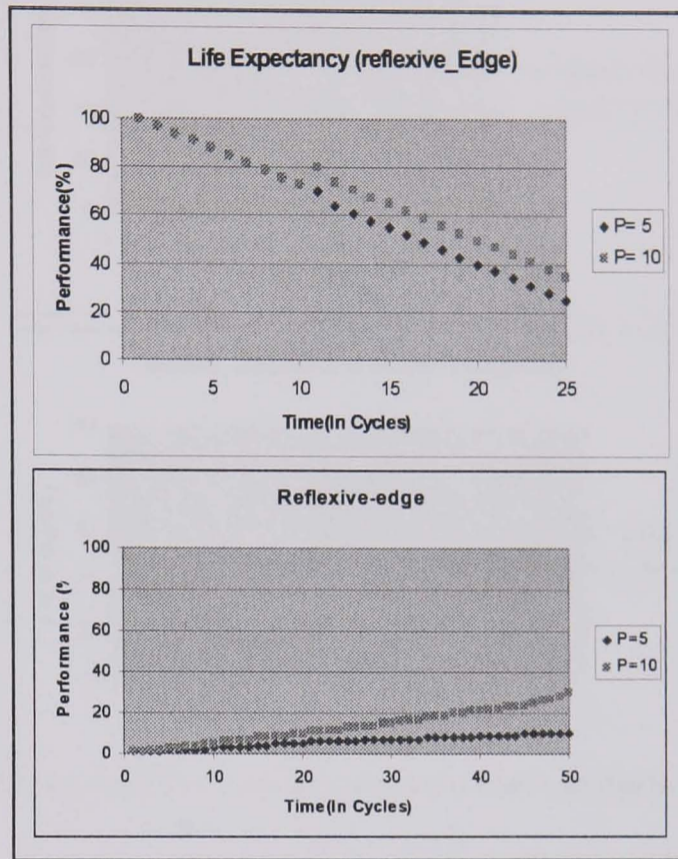 Life Expectancy (reflexive_Edge)
Performance(%)
100
80
60
40
20
0
0 5 10 15 20 25
Time(In Cycles)
P= 5
P= 10
Reflexive-edge
Performance (%
100
80
60
40
20
0
0 10 20 30 40 50
Time(In Cycles)
P=5
P=10